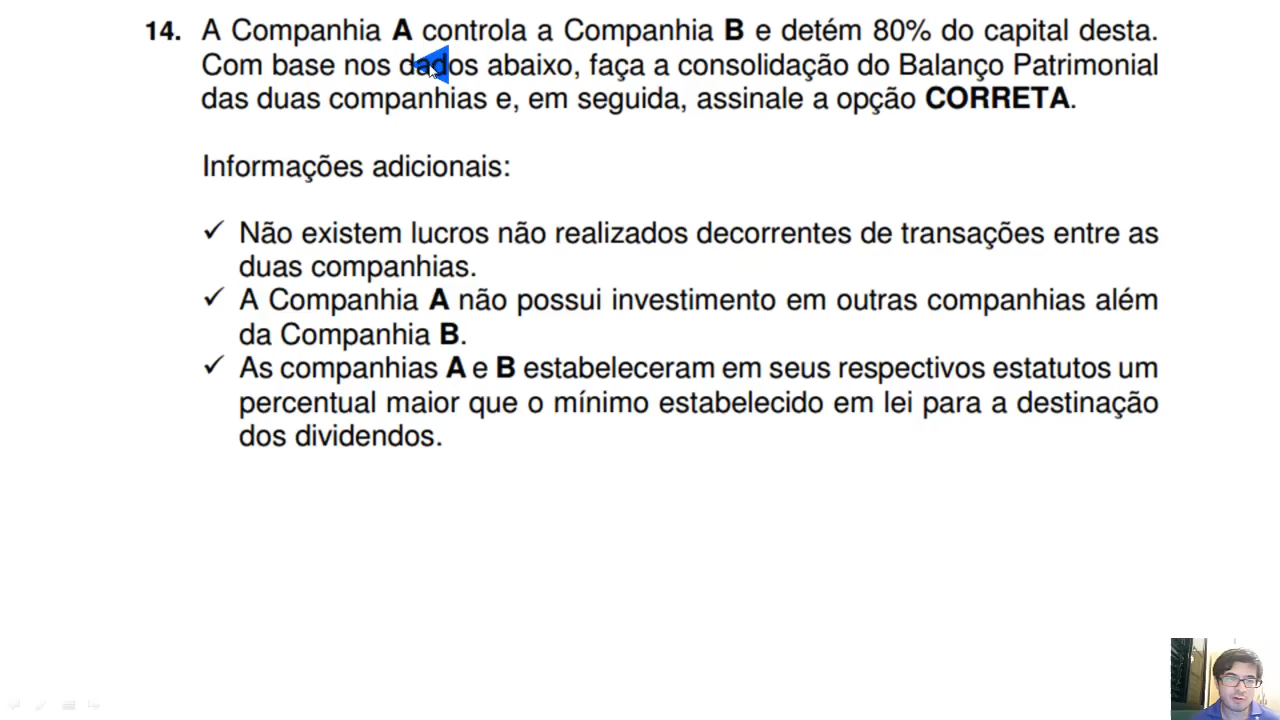 14. A Companhia A controla a Companhia B e detém 80% do capital desta.
Com base nos dados abaixo, faça a consolidação do Balanço Patrimonial
das duas companhias e, em seguida, assinale a opção CORRETA.
Informações adicionais:
✓ Não existem lucros não realizados decorrentes de transações entre as
duas companhias.
✓ A Companhia A não possui investimento em outras companhias além
da Companhia B.
✓ As companhias A e B estabeleceram em seus respectivos estatutos um
percentual maior que o mínimo estabelecido em lei para a destinação
dos dividendos.